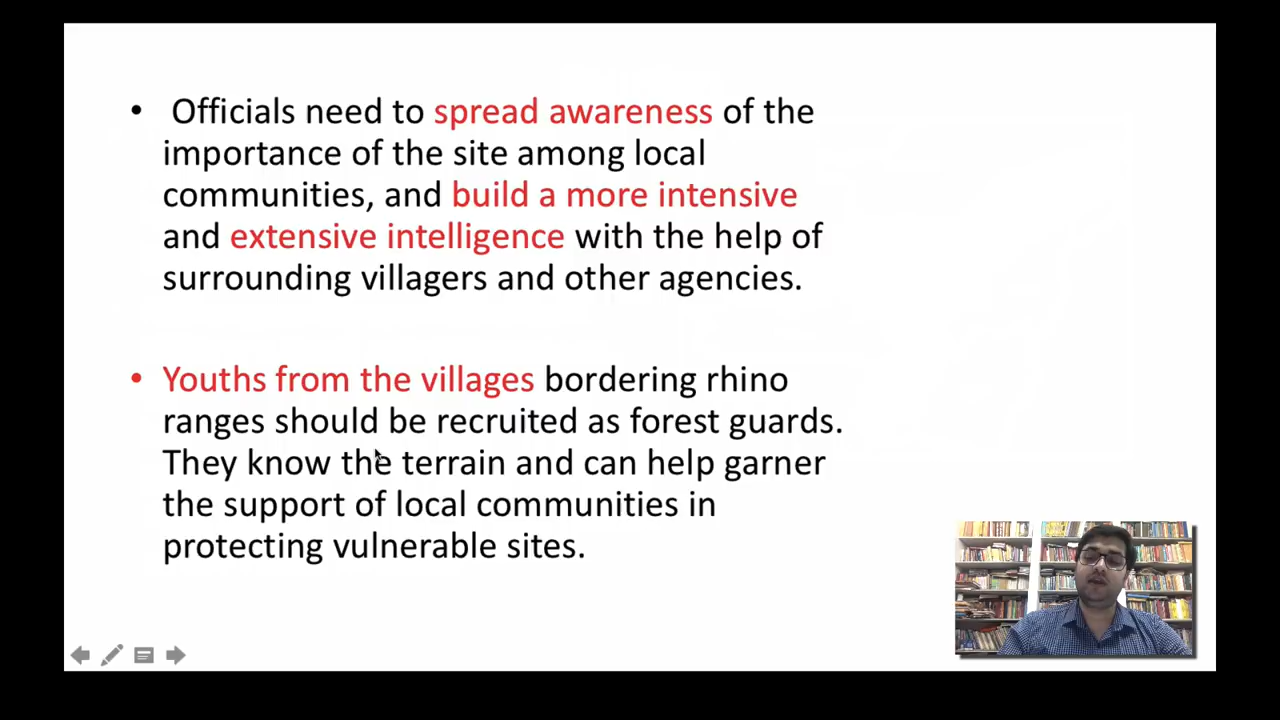 • Officials need to spread awareness of the
importance of the site among local
communities, and build a more intensive
and extensive intelligence with the help of
surrounding villagers and other agencies.
• Youths from the villages bordering rhino
ranges should be recruited as forest guards.
They know the terrain and can help garner
the support of local communities in
protecting vulnerable sites.